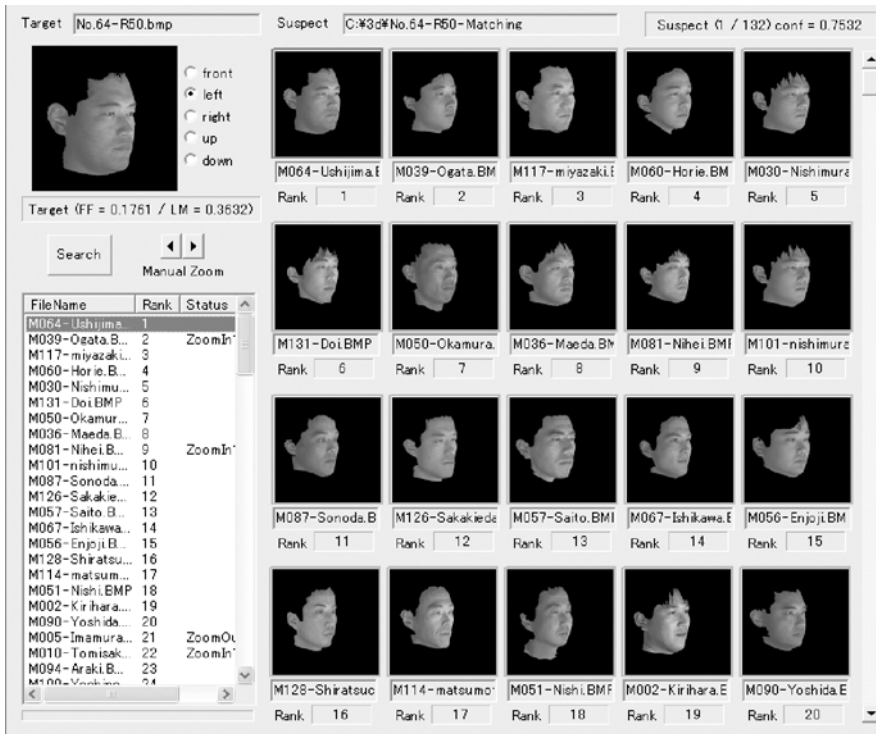 Target No.64-R50.bmp Suspect C:¥3d¥No.64-R50-Matching Suspect (1 / 132) conf = 0.7532
front
left
right
up
down
Target (FF = 0.1761 / LM = 0.3632)
Search
Manual Zoom
FileName Rank Status
M064-Ushijima... 1
M039-Ogata.B... 2 ZoomIn
M117-miyazaki... 3
M060-Horie.B... 4
M030-Nishimu... 5
M131-Doi.BMP 6
M050-Okamur... 7
M036-Maeda.B... 8
M081-Nihei.B... 9 ZoomIn
M101-nishimu... 10
M087-Sonoda.... 11
M126-Sakakie... 12
M057-Saito.B... 13
M067-Ishikawa... 14
M056-Enjoji.B... 15
M128-Shiratsu... 16
M114-matsum... 17
M051-Nishi.BMP 18
M002-Kirihara.... 19
M090-Yoshida.... 20
M005-Imamura... 21 ZoomOu
M010-Tomisak... 22 ZoomIn
M094-Araki.B... 23
M064-Ushijima.E M039-Ogata.BM M117-miyazaki.E M060-Horie.BM M030-Nishimura
Rank 1 Rank 2 Rank 3 Rank 4 Rank 5
M131-Doi.BMP M050-Okamura. M036-Maeda.BM M081-Nihei.BMF M101-nishimura
Rank 6 Rank 7 Rank 8 Rank 9 Rank 10
M087-Sonoda.B M126-Sakakieda M057-Saito.BMI M067-Ishikawa.E M056-Enjoji.BM
Rank 11 Rank 12 Rank 13 Rank 14 Rank 15
M128-Shiratsuc M114-matsumo M051-Nishi.BMF M002-Kirihara.E M090-Yoshida.E
Rank 16 Rank 17 Rank 18 Rank 19 Rank 20